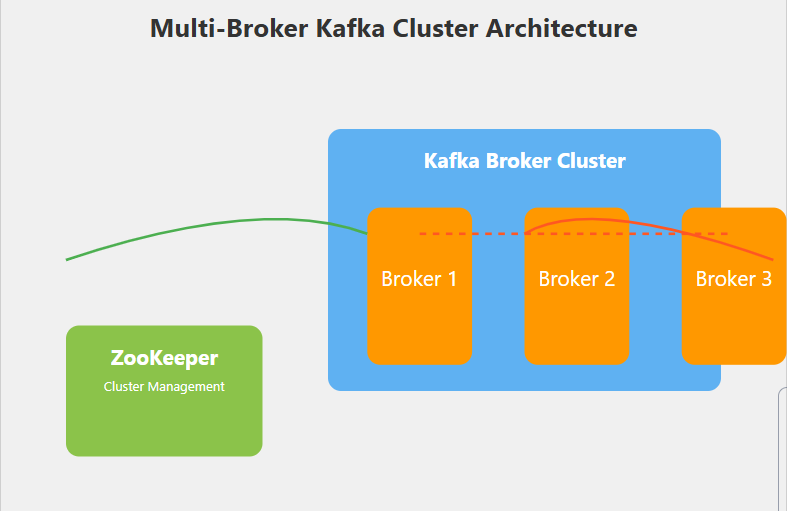 Multi-Broker Kafka Cluster Architecture
Kafka Broker Cluster
Broker 1
Broker 2
Broker 3
ZooKeeper
Cluster Management